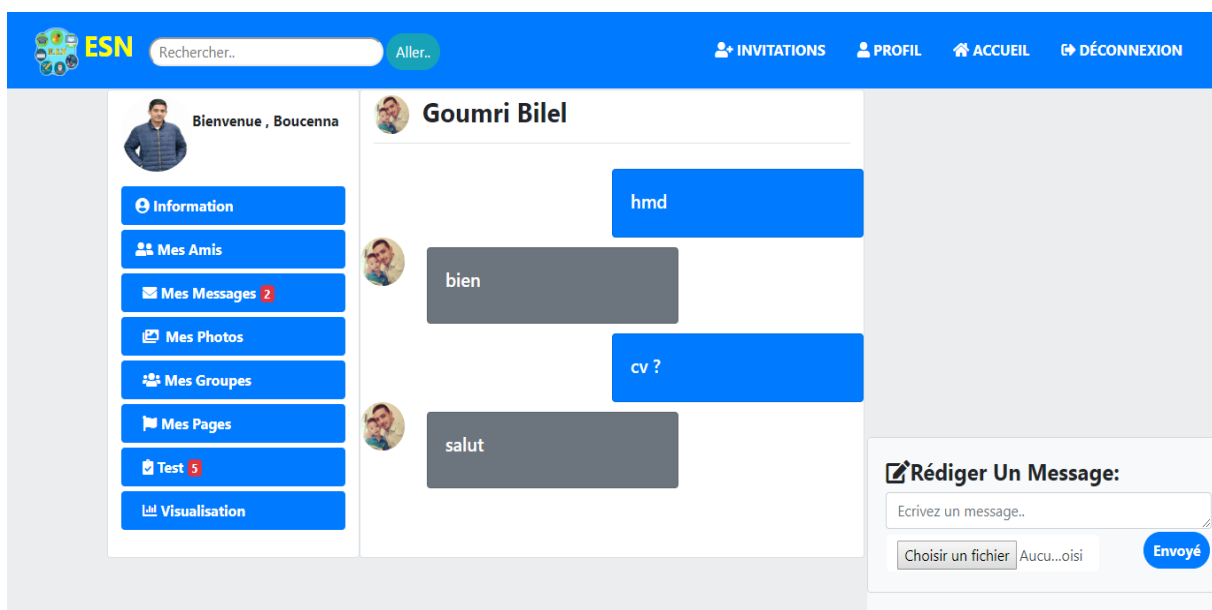 ESN
Rechercher..
Aller..
INVITATIONS
PROFIL
ACCUEIL
DÉCONNEXION
Bienvenue , Boucenna
Information
Mes Amis
Mes Messages 2
Mes Photos
Mes Groupes
Mes Pages
Test 5
Visualisation
Goumri Bilel
hmd
bien
cv ?
salut
Rédiger Un Message:
Ecrivez un message..
Choisir un fichier Aucu...oisi
Envoyé